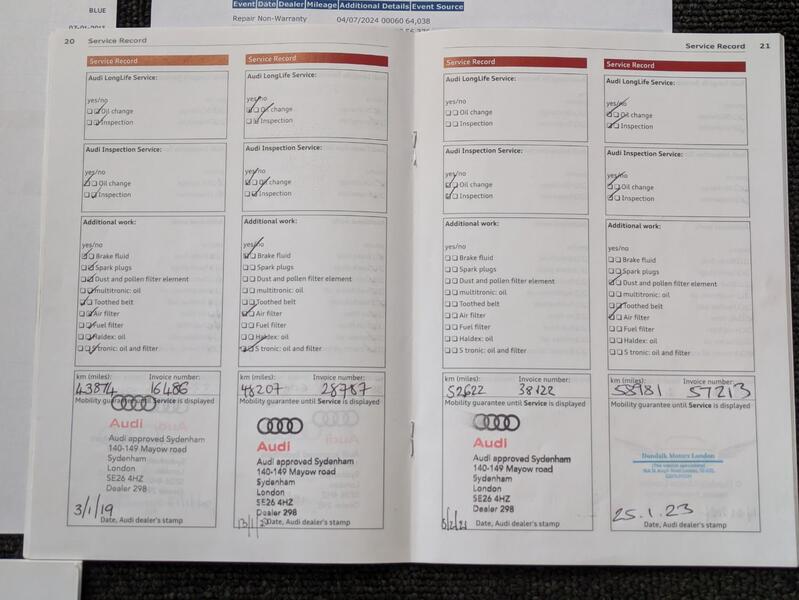 BLUE
Event Date Dealer Mileage Additional Details Event Source
Repair Non-Warranty 04/07/2024 00060 64,038
20 Service Record
Service Record
Audi LongLife Service:
yes/no
Oil change
Inspection
Audi Inspection Service:
yes/no
Oil change
Inspection
Additional work:
yes/no
Brake fluid
Spark plugs
Dust and pollen filter element
multitronic: oil
Toothed belt
Air filter
Fuel filter
Haldex: oil
S tronic: oil and filter
km (miles): Invoice number:
43874 16486
Mobility guarantee until Service is displayed
Audi
Audi approved Sydenham
140-149 Mayow road
Sydenham
London
SE26 4HZ
Dealer 298
3/1/19
Date, Audi dealer's stamp
Service Record
Audi LongLife Service:
yes/no
Oil change
Inspection
Audi Inspection Service:
yes/no
Oil change
Inspection
Additional work:
yes/no
Brake fluid
Spark plugs
Dust and pollen filter element
multitronic: oil
Toothed belt
Air filter
Fuel filter
Haldex: oil
S tronic: oil and filter
km (miles): Invoice number:
48207 28787
Mobility guarantee until Service is displayed
Audi
Audi approved Sydenham
140-149 Mayow road
Sydenham
London
SE26 4HZ
Dealer 298
Date, Audi dealer's stamp
Service Record 21
Service Record
Audi LongLife Service:
yes/no
Oil change
Inspection
Audi Inspection Service:
yes/no
Oil change
Inspection
Additional work:
yes/no
Brake fluid
Spark plugs
Dust and pollen filter element
multitronic: oil
Toothed belt
Air filter
Fuel filter
Haldex: oil
S tronic: oil and filter
km (miles): Invoice number:
52622 38122
Mobility guarantee until Service is displayed
Audi
Audi approved Sydenham
140-149 Mayow road
Sydenham
London
SE26 4HZ
Dealer 298
Date, Audi dealer's stamp
Service Record
Audi LongLife Service:
yes/no
Oil change
Inspection
Audi Inspection Service:
yes/no
Oil change
Inspection
Additional work:
yes/no
Brake fluid
Spark plugs
Dust and pollen filter element
multitronic: oil
Toothed belt
Air filter
Fuel filter
Haldex: oil
S tronic: oil and filter
km (miles): Invoice number:
58981 57213
Mobility guarantee until Service is displayed
Dundalk Motors London
25.1.23
Date, Audi dealer's stamp